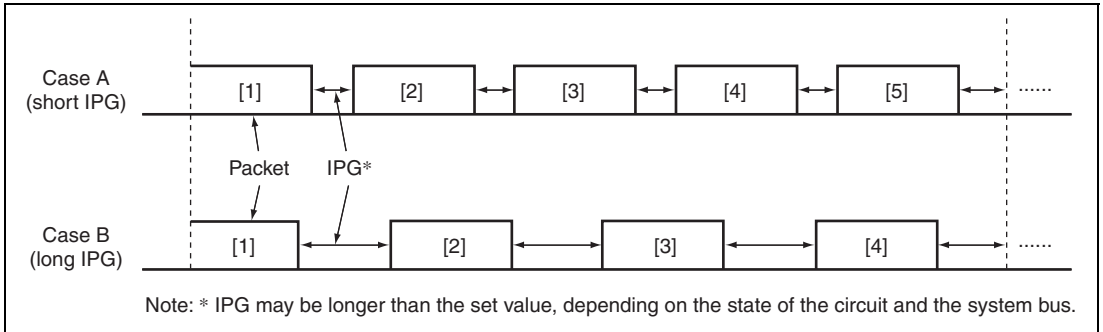 Case A
(short IPG)
[1] [2] [3] [4] [5] ......
Packet IPG*
Case B
(long IPG)
[1] [2] [3] [4] ......
Note: * IPG may be longer than the set value, depending on the state of the circuit and the system bus.